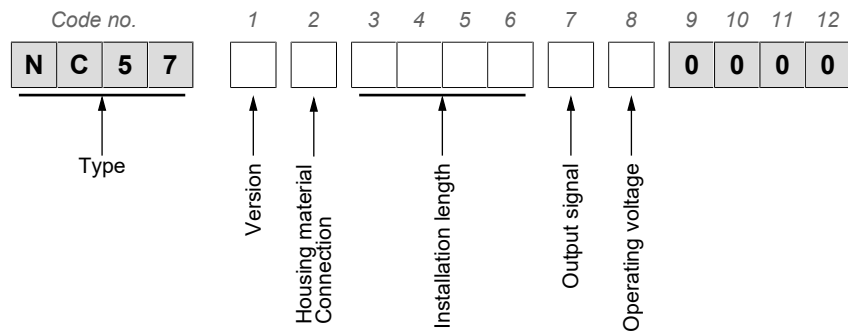 Code no. 1 2 3 4 5 6 7 8 9 10 11 12
N C 5 7 0 0 0 0
Type
Version
Housing material
Connection
Installation length
Output signal
Operating voltage